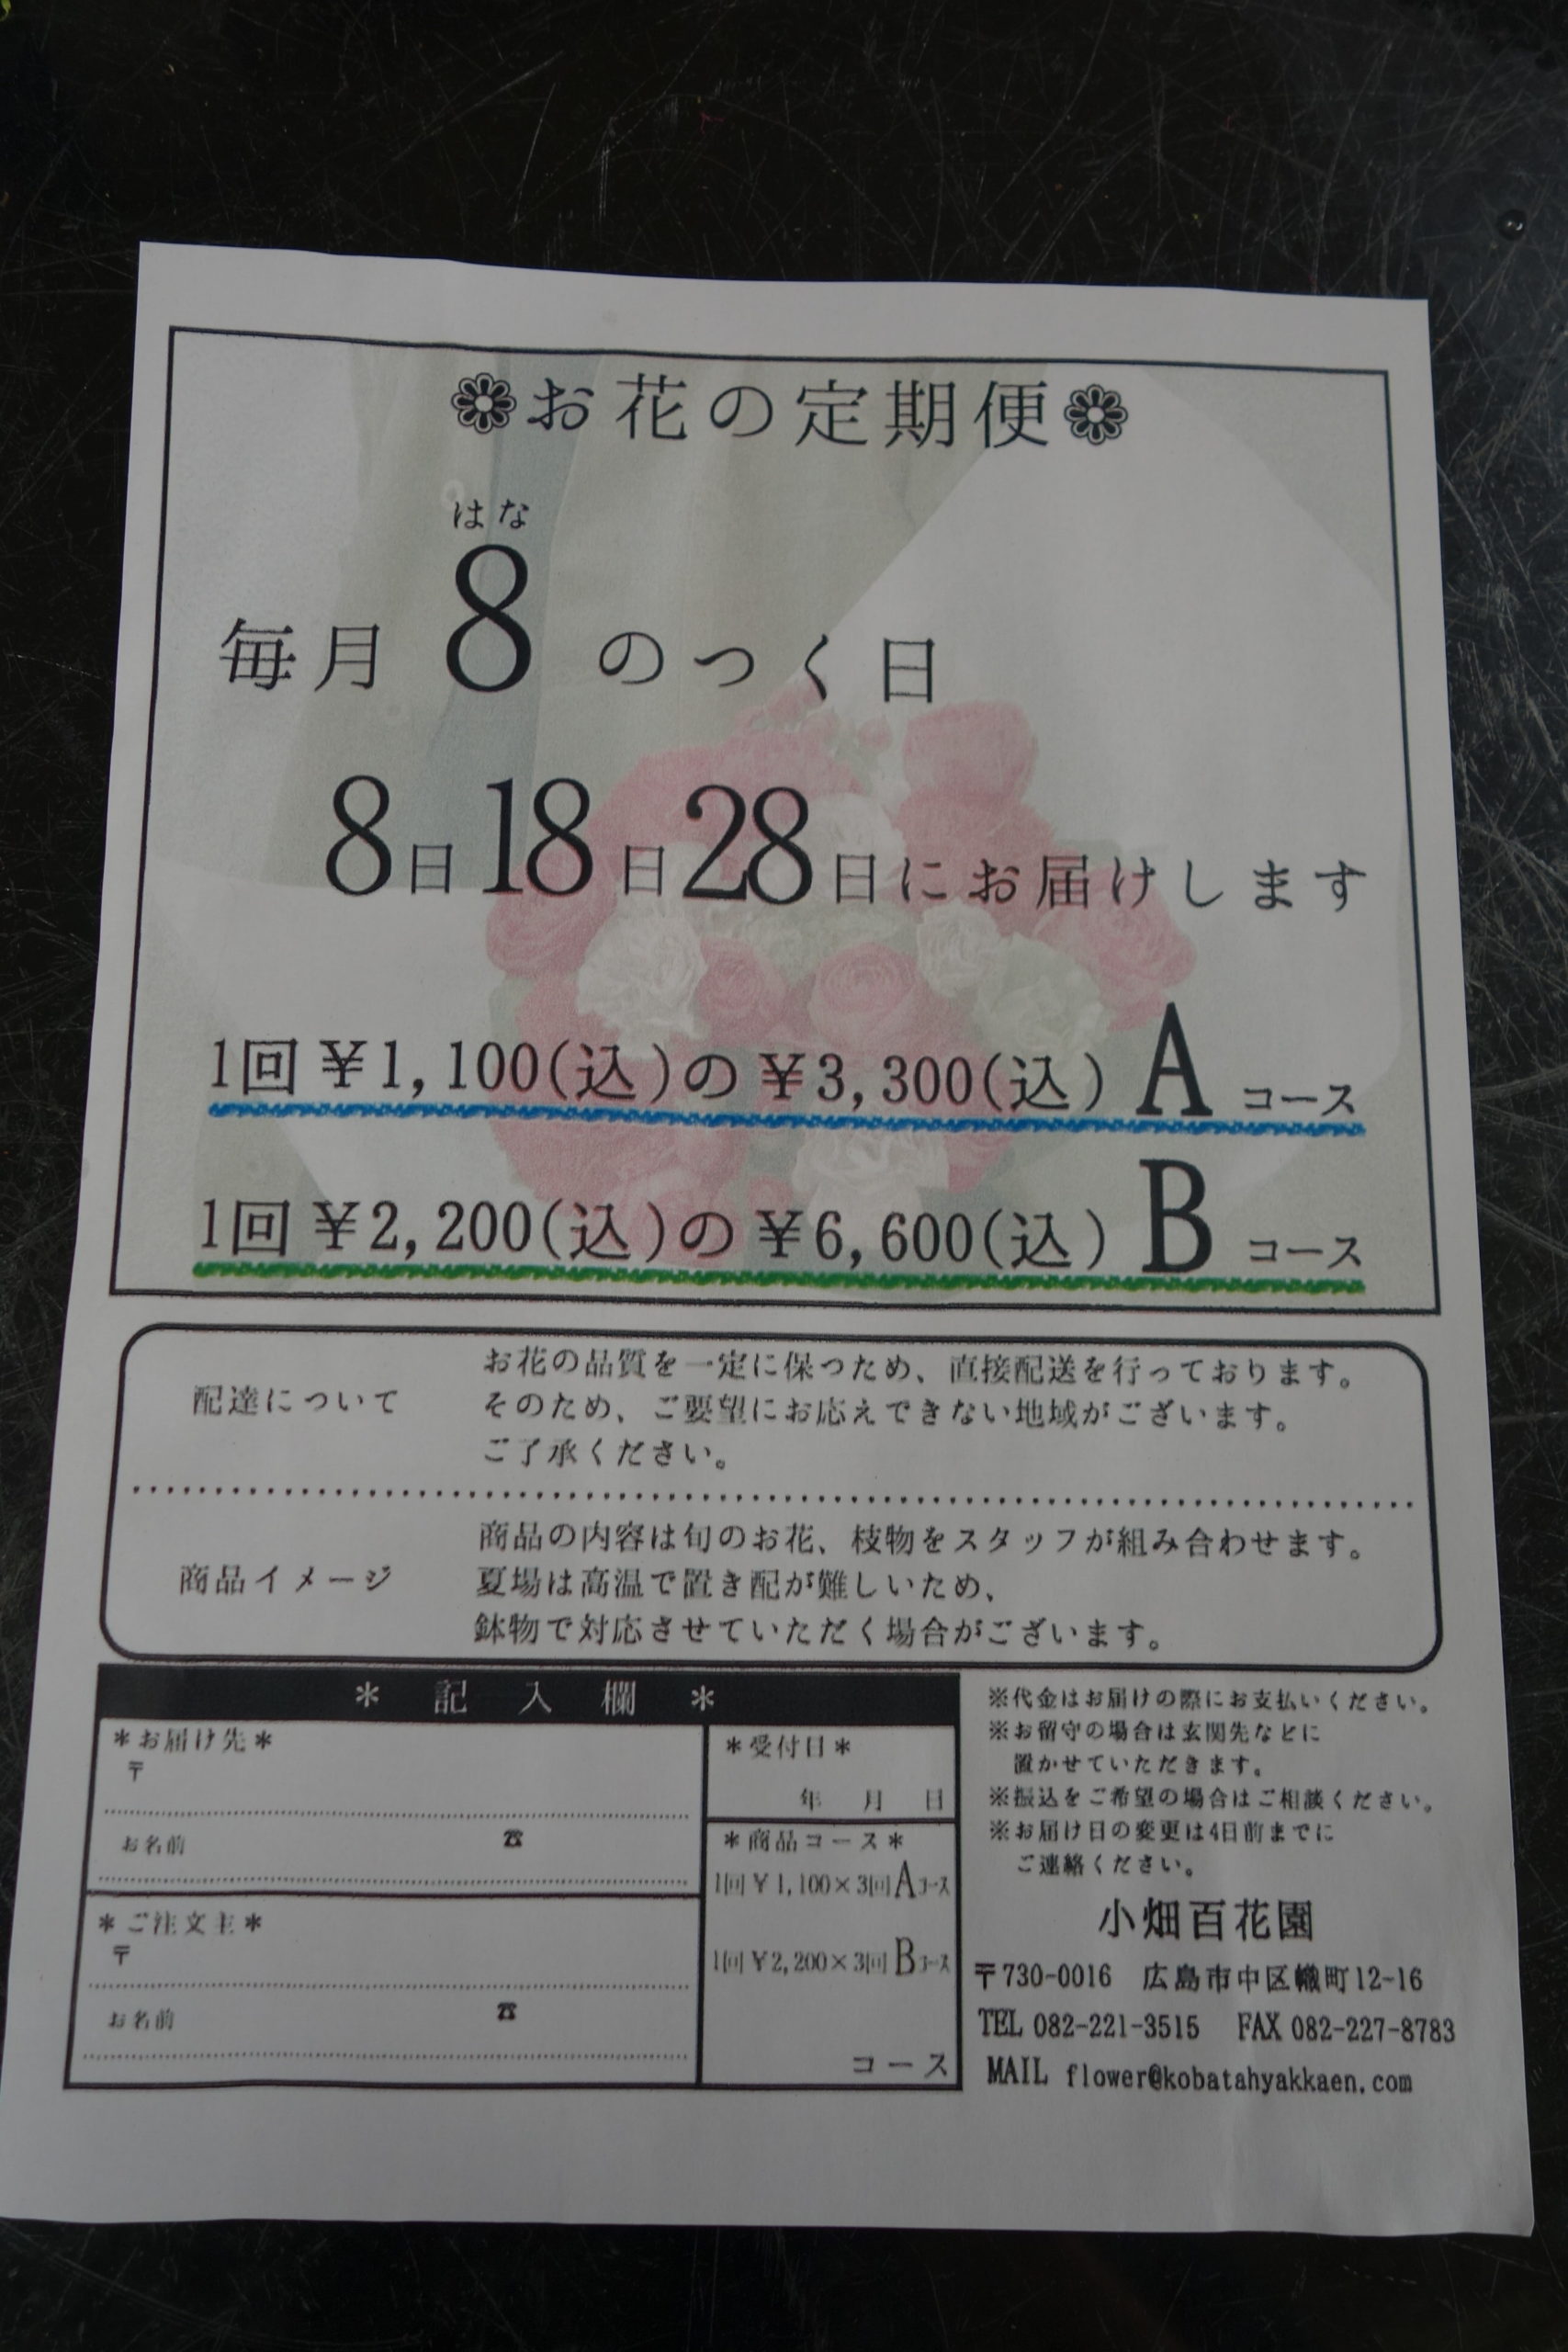 ❁お花の定期便❁
はな
毎月 8 のつく日
8日18日28日にお届けします
1回¥1,100(込)の¥3,300(込) A コース
1回¥2,200(込)の¥6,600(込) B コース
配達について
お花の品質を一定に保つため、直接配送を行っております。
そのため、ご要望にお応えできない地域がございます。
ご了承ください。
商品イメージ
商品の内容は旬のお花、枝物をスタッフが組み合わせます。
夏場は高温で置き配が難しいため、
鉢物で対応させていただく場合がございます。
* 記 入 欄 *
*お届け先*
〒
お名前 ☎
*ご注文主*
〒
お名前 ☎
*受付日*
年 月 日
*商品コース*
1回¥1,100×3回Aコース
1回¥2,200×3回Bコース
コース
※代金はお届けの際にお支払いください。
※お留守の場合は玄関先などに
置かせていただきます。
※振込をご希望の場合はご相談ください。
※お届け日の変更は4日前までに
ご連絡ください。
小畑百花園
〒730-0016 広島市中区幟町12-16
TEL 082-221-3515 FAX 082-227-8783
MAIL flower@kobatahyakkaen.com